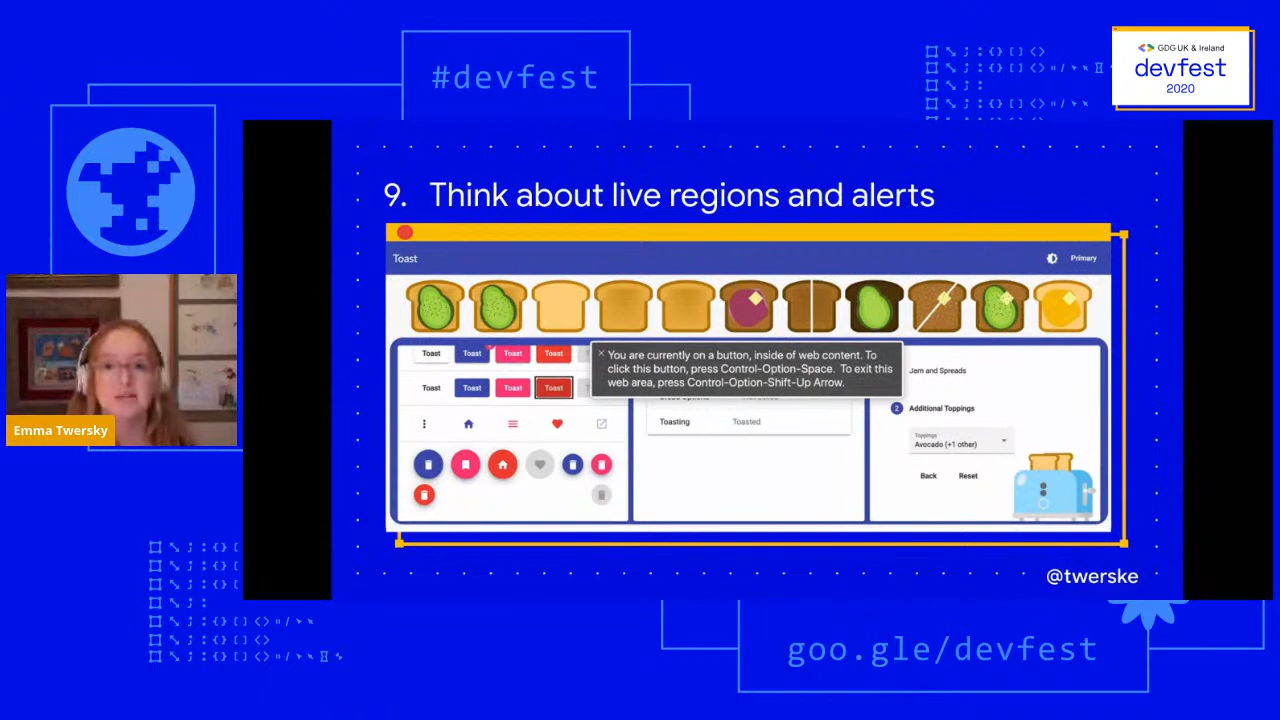 #devfest
GDG UK & Ireland
devfest
2020
9. Think about live regions and alerts
Toast
Primary
Toast Toast Toast Toast
You are currently on a button, inside of web content. To
click this button, press Control-Option-Space. To exit this
web area, press Control-Option-Shift-Up Arrow.
Jam and Spreads
Toast Toast Toast Toast
2 Additional Toppings
Toasting Toasted
Toppings
Avocado (+1 other)
Back Reset
Emma Twersky
@twerske
goo.gle/devfest